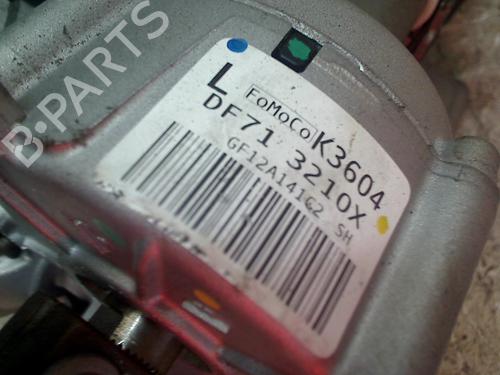 B-PARTS
L FoMoCo K3604
DF71 3210X
GF12A14162 SH